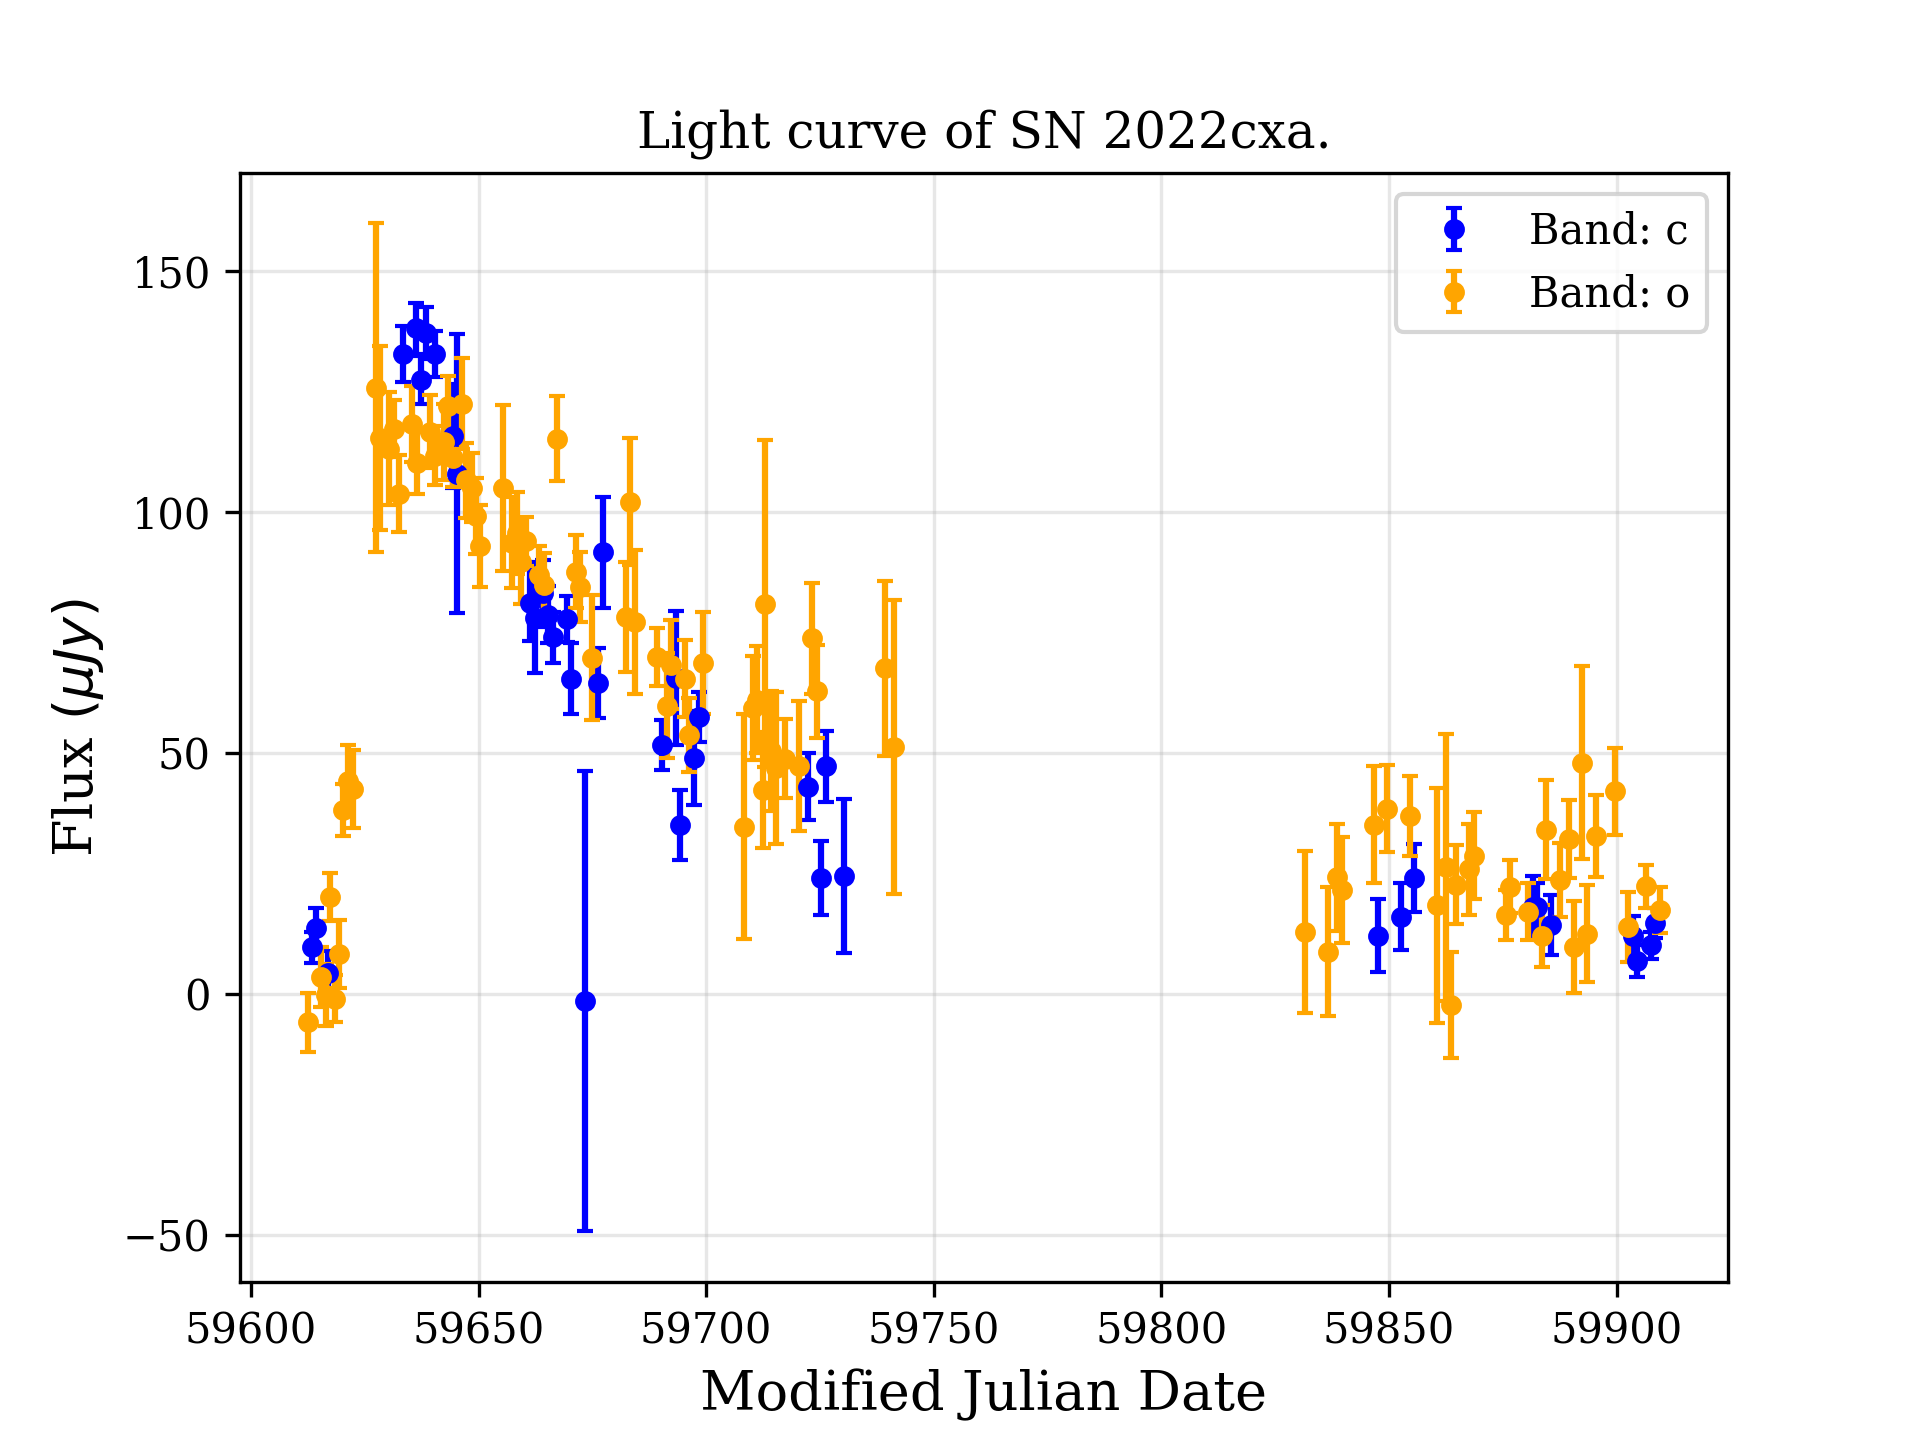 Light curve of SN 2022cxa.
Band: c
Band: o
Flux (μJy)
150
100
50
0
−50
59600 59650 59700 59750 59800 59850 59900
Modified Julian Date